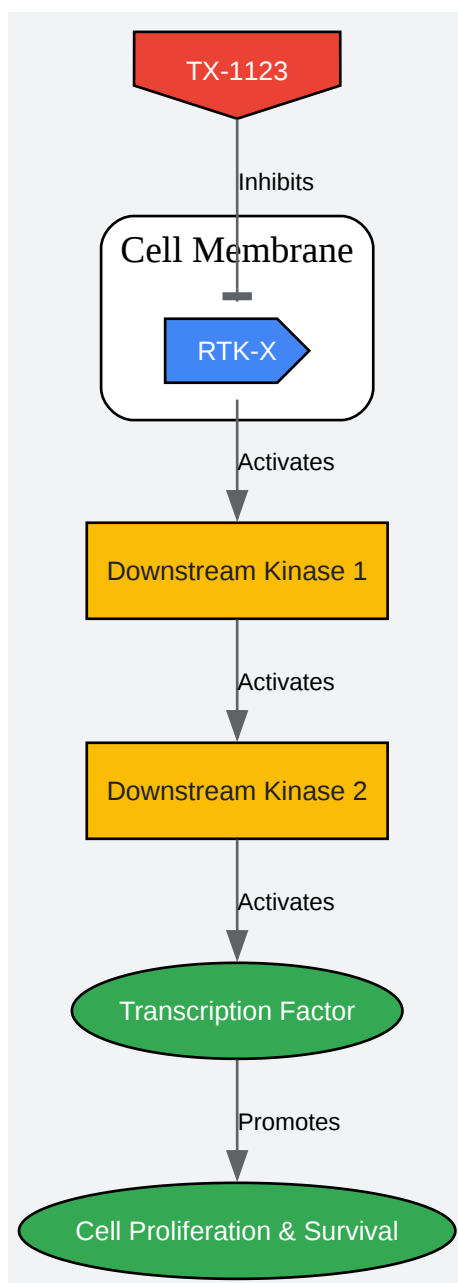 TX-1123
Inhibits
Cell Membrane
RTK-X
Activates
Downstream Kinase 1
Activates
Downstream Kinase 2
Activates
Transcription Factor
Promotes
Cell Proliferation & Survival